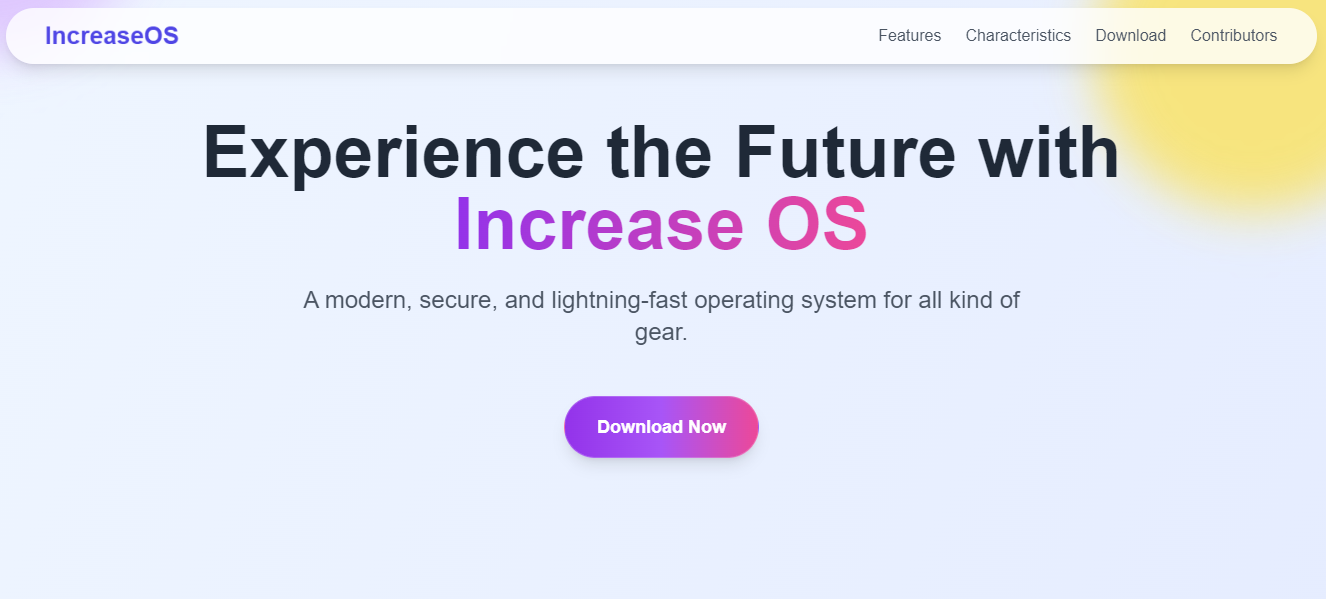 IncreaseOS
Features Characteristics Download Contributors
Experience the Future with
Increase OS
A modern, secure, and lightning-fast operating system for all kind of
gear.
Download Now